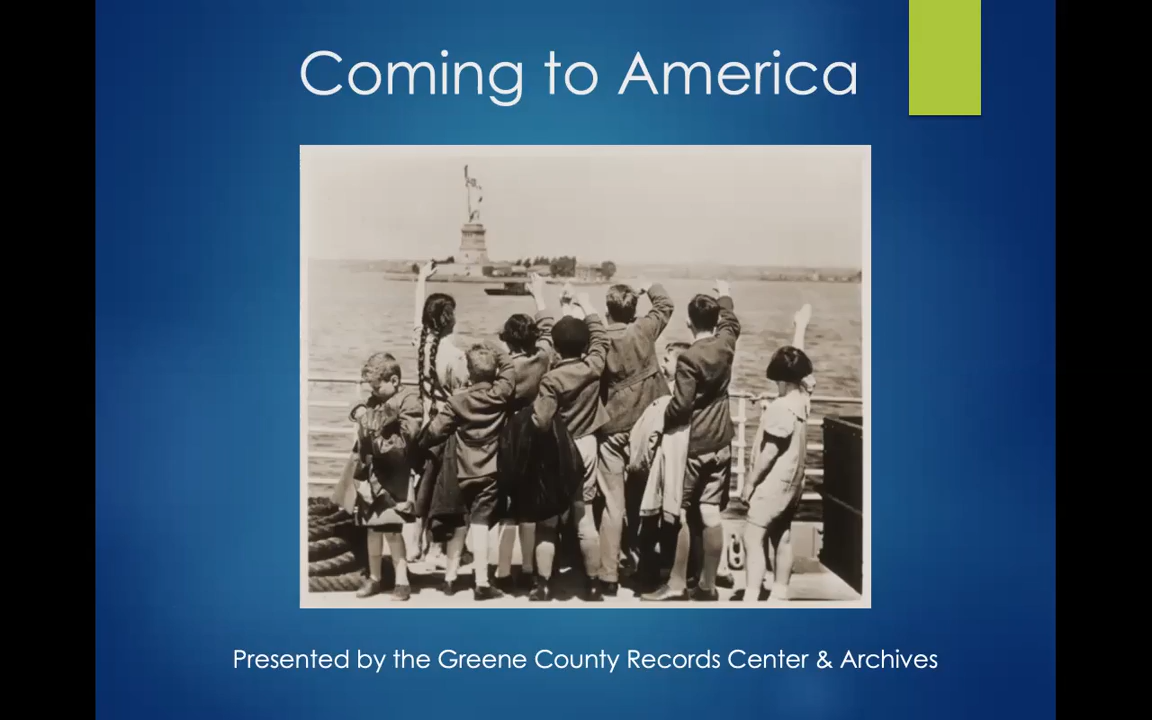 Coming to America
Presented by the Greene County Records Center & Archives